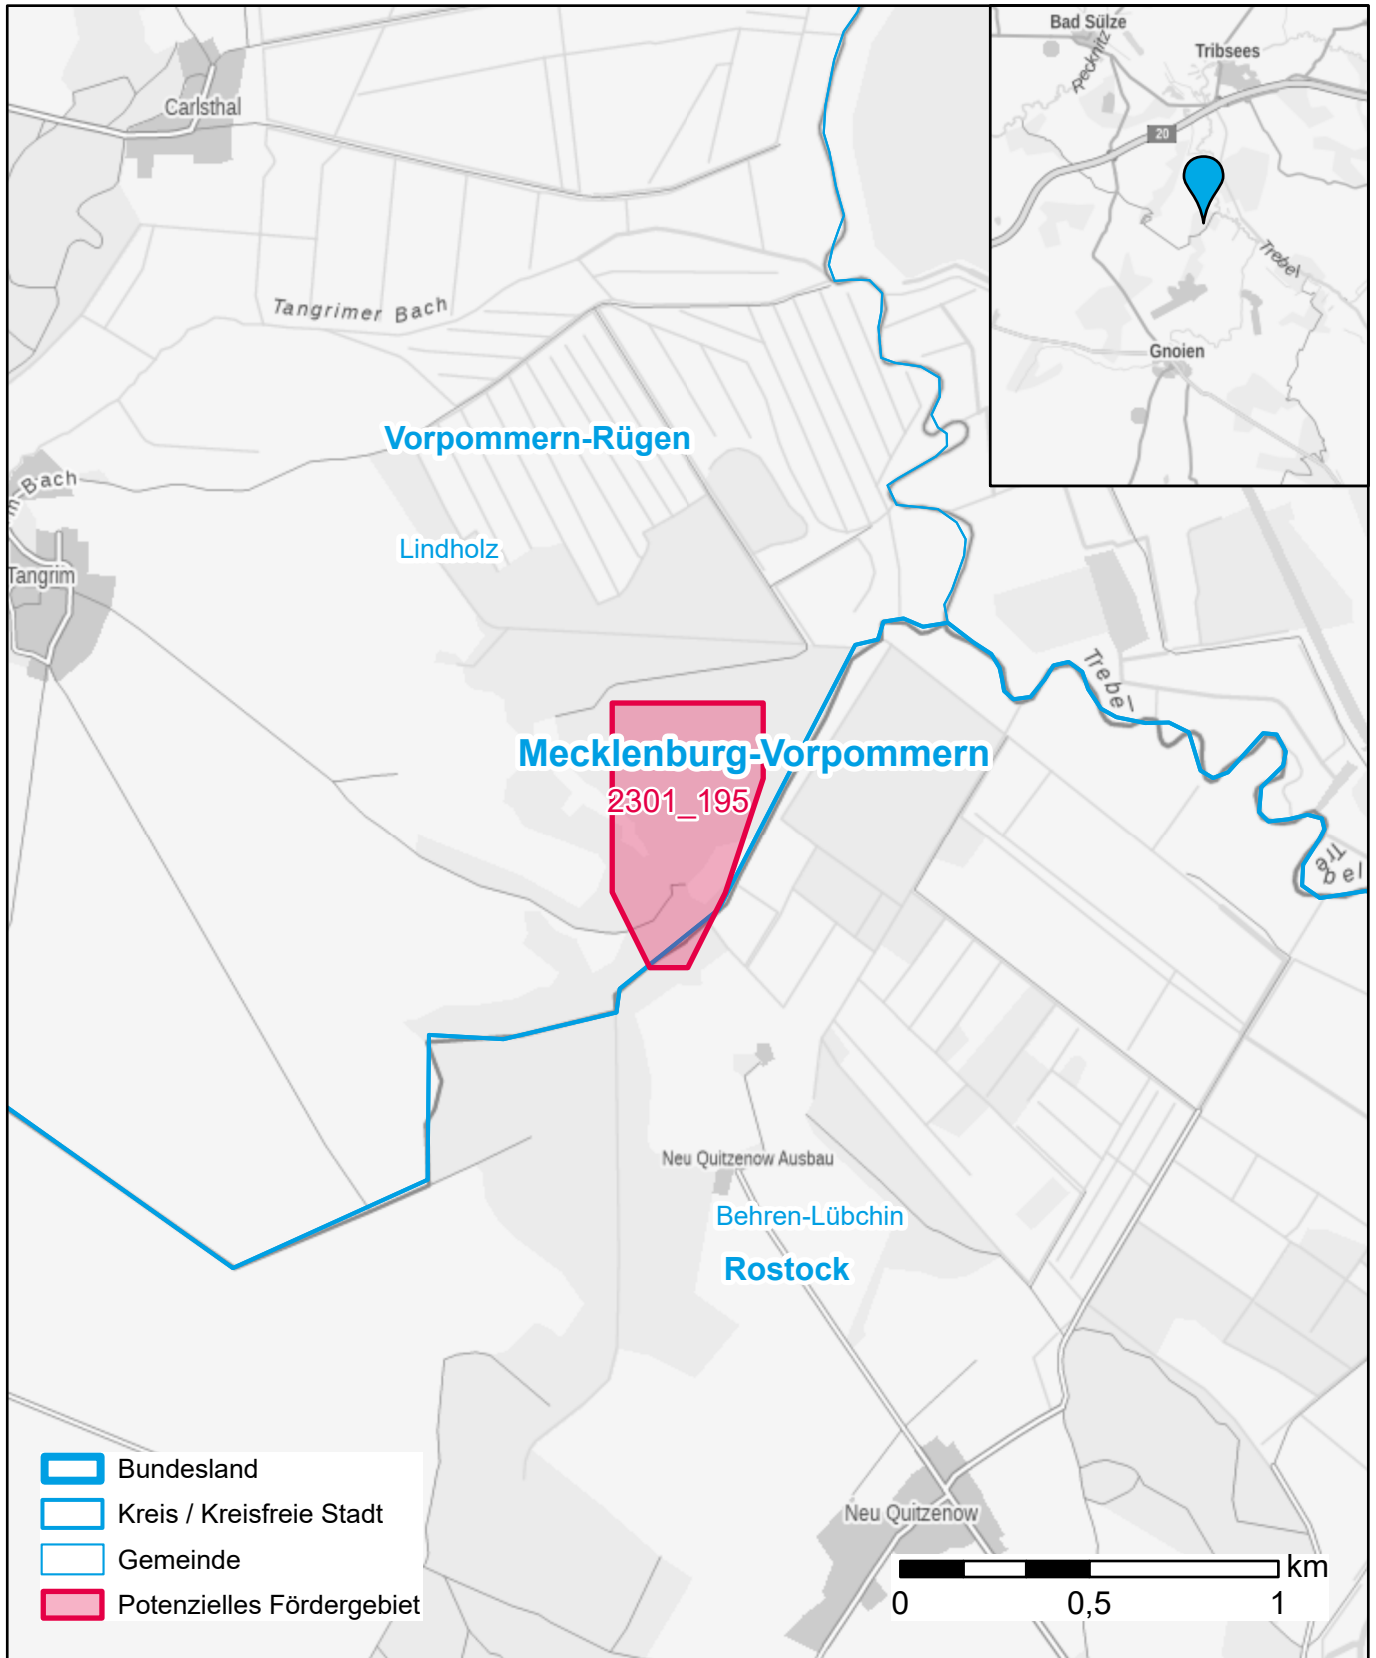 Carlsthal
Tangrimer Bach
Vorpommern-Rügen
Lindholz
Bach
Tangrim
Trebel
Mecklenburg-Vorpommern
2301_195
Trebel
Neu Quitzenow Ausbau
Behren-Lübchin
Rostock
Neu Quitzenow
Bad Sülze
Recknitz
Tribsees
20
Trebel
Gnoien
Bundesland
Kreis / Kreisfreie Stadt
Gemeinde
Potenzielles Fördergebiet
km
0 0,5 1